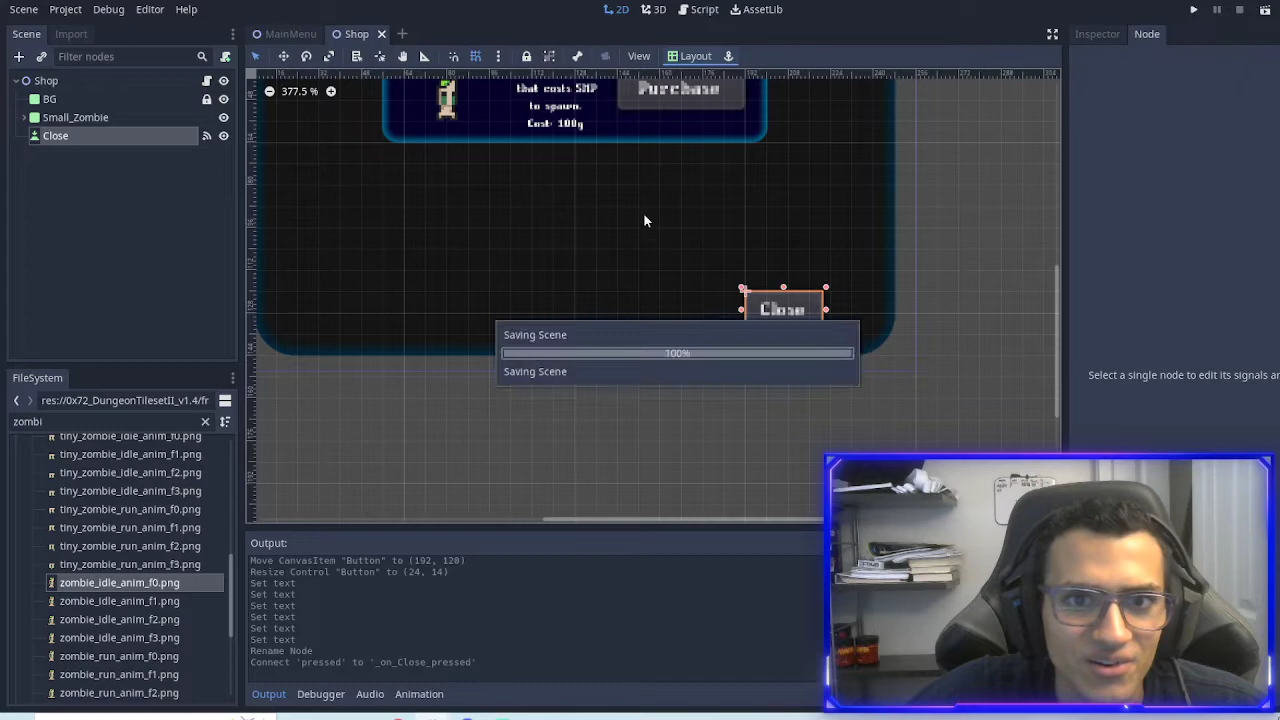 Scene Project Debug Editor Help
2D 3D Script AssetLib
Scene Import
MainMenu Shop
Inspector Node
Filter nodes
View Layout
Shop
BG
Small_Zombie
Close
377.5 %
that costs 5MP
to spawn.
Cost: 100g
Purchase
Close
Saving Scene
100%
Saving Scene
Select a single node to edit its signals an
FileSystem
res://0x72_DungeonTilesetII_v1.4/fr
zombi
tiny_zombie_idle_anim_f0.png
tiny_zombie_idle_anim_f1.png
tiny_zombie_idle_anim_f2.png
tiny_zombie_idle_anim_f3.png
tiny_zombie_run_anim_f0.png
tiny_zombie_run_anim_f1.png
tiny_zombie_run_anim_f2.png
tiny_zombie_run_anim_f3.png
zombie_idle_anim_f0.png
zombie_idle_anim_f1.png
zombie_idle_anim_f2.png
zombie_idle_anim_f3.png
zombie_run_anim_f0.png
zombie_run_anim_f1.png
zombie_run_anim_f2.png
Output:
Move CanvasItem "Button" to (192, 120)
Resize Control "Button" to (24, 14)
Set text
Set text
Set text
Set text
Set text
Set text
Rename Node
Connect 'pressed' to '_on_Close_pressed'
Output Debugger Audio Animation